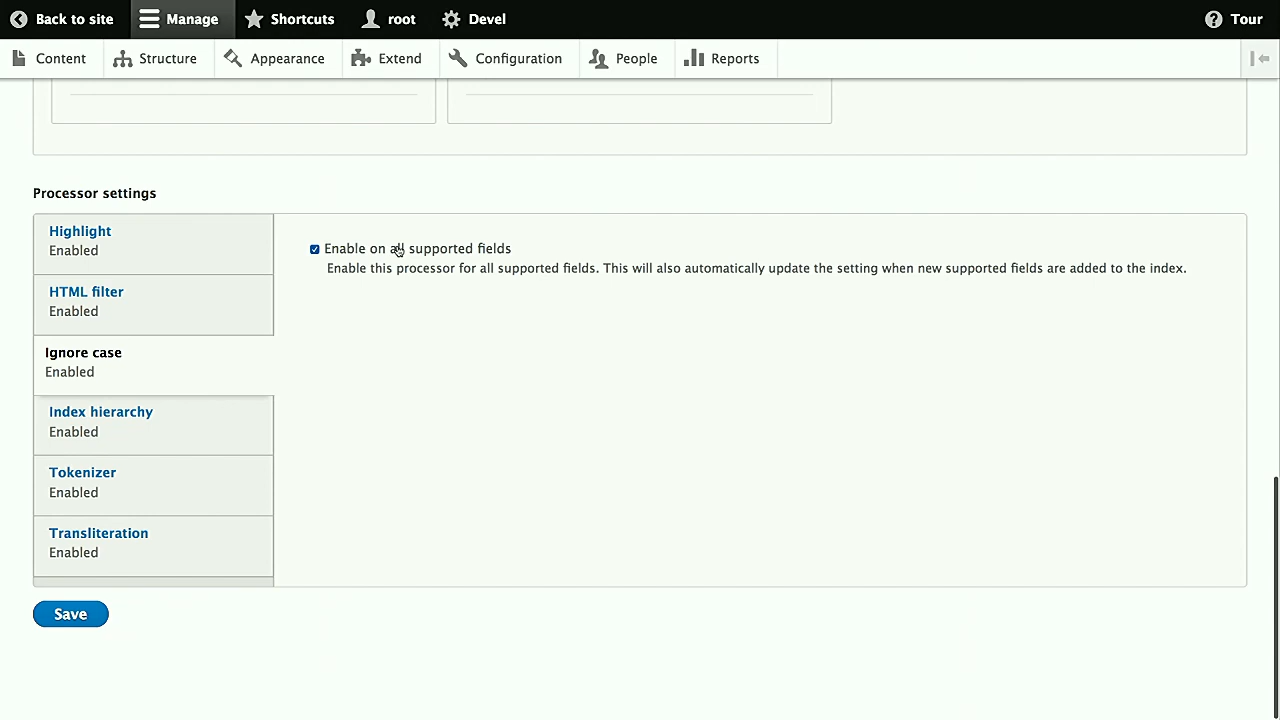 Back to site Manage Shortcuts root Devel Tour
Content Structure Appearance Extend Configuration People Reports
Processor settings
Highlight
Enabled
HTML filter
Enabled
Ignore case
Enabled
Index hierarchy
Enabled
Tokenizer
Enabled
Transliteration
Enabled
Enable on all supported fields
Enable this processor for all supported fields. This will also automatically update the setting when new supported fields are added to the index.
Save